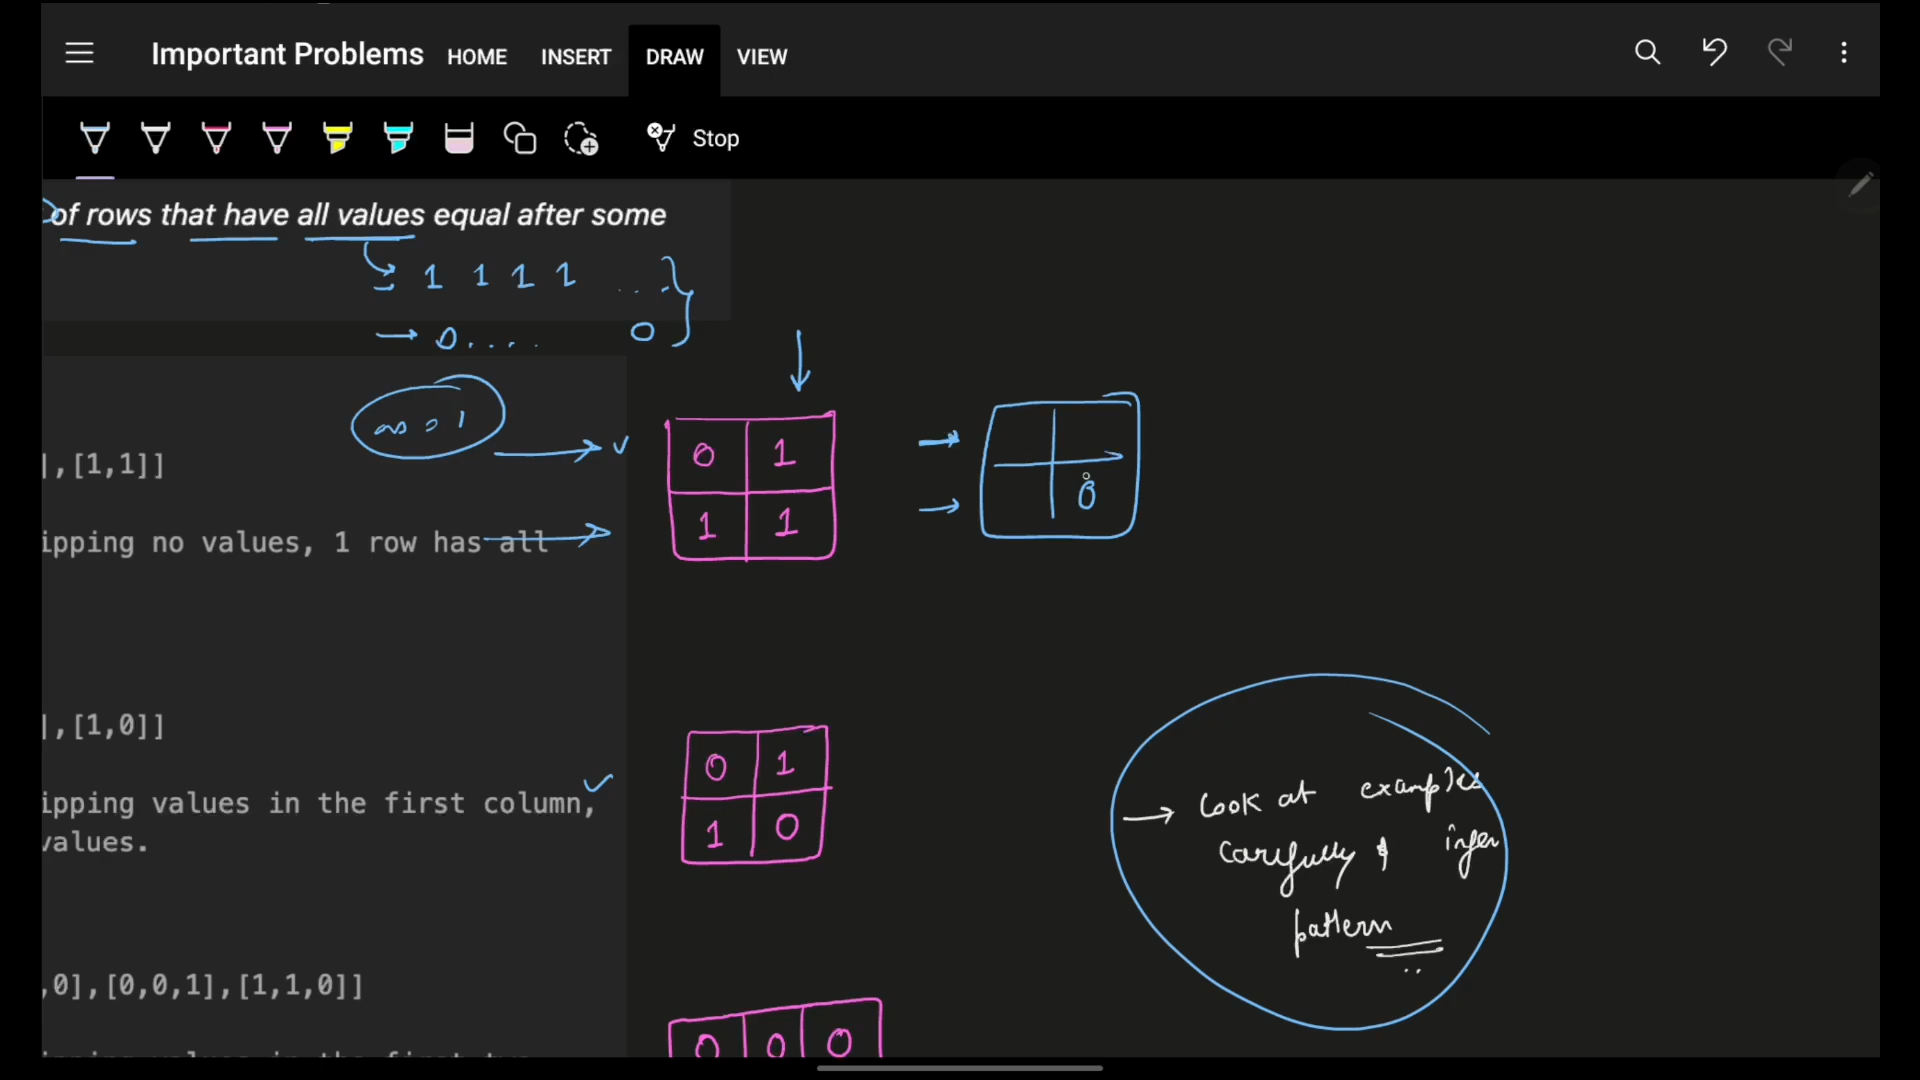 Important Problems HOME INSERT DRAW VIEW
Stop
of rows that have all values equal after some
1 1 1 1 ...
0.... 0
= 1
],[1,1]]
0 1
1 1
0
ipping no values, 1 row has all
],[1,0]]
0 1
1 0
ipping values in the first column,
values.
→ Look at examples
carefully & infer
pattern
,0],[0,0,1],[1,1,0]]
0 0 0